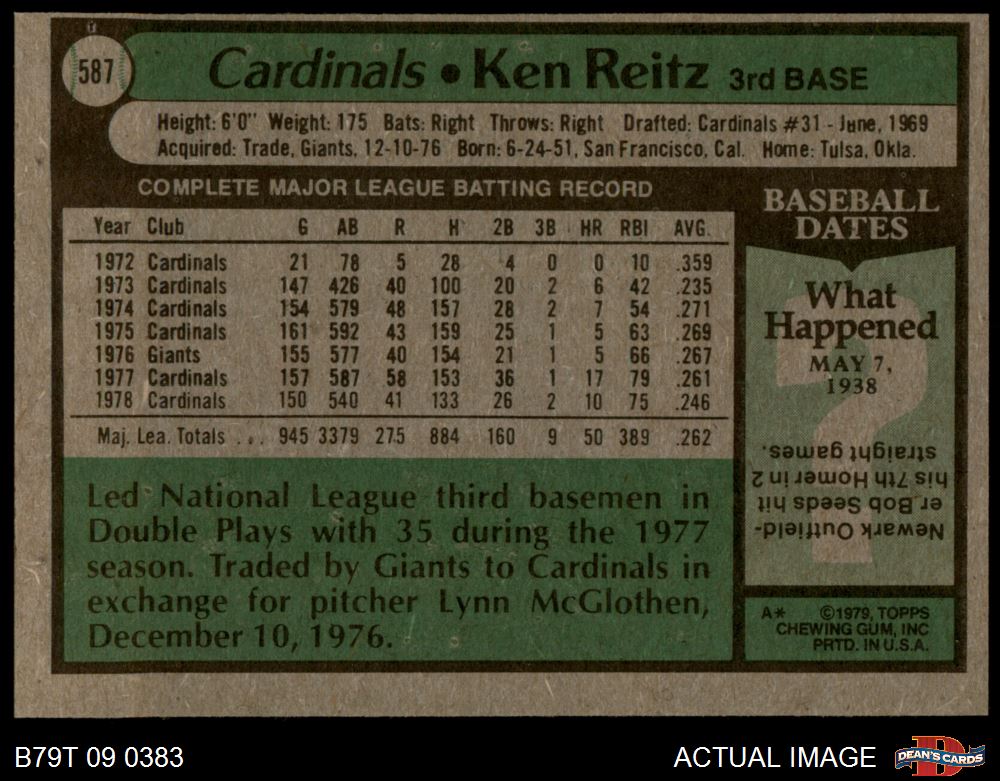 587
Cardinals • Ken Reitz 3rd BASE
Height: 6'0" Weight: 175 Bats: Right Throws: Right Drafted: Cardinals #31 - June, 1969
Acquired: Trade, Giants, 12-10-76 Born: 6-24-51, San Francisco, Cal. Home: Tulsa, Okla.
COMPLETE MAJOR LEAGUE BATTING RECORD
Year Club G AB R H 2B 3B HR RBI AVG.
1972 Cardinals 21 78 5 28 4 0 0 10 .359
1973 Cardinals 147 426 40 100 20 2 6 42 .235
1974 Cardinals 154 579 48 157 28 2 7 54 .271
1975 Cardinals 161 592 43 159 25 1 5 63 .269
1976 Giants 155 577 40 154 21 1 5 66 .267
1977 Cardinals 157 587 58 153 36 1 17 79 .261
1978 Cardinals 150 540 41 133 26 2 10 75 .246
Maj. Lea. Totals ... 945 3379 275 884 160 9 50 389 .262
Led National League third basemen in
Double Plays with 35 during the 1977
season. Traded by Giants to Cardinals in
exchange for pitcher Lynn McGlothen,
December 10, 1976.
BASEBALL
DATES
What
Happened
MAY 7,
1938
Newark Outfield-
er Bob Seeds hit
his 7th Homer in 2
straight games.
A* ©1979, TOPPS
CHEWING GUM, INC
PRTD. IN U.S.A.
B79T 09 0383
ACTUAL IMAGE
D
DEAN'S CARDS